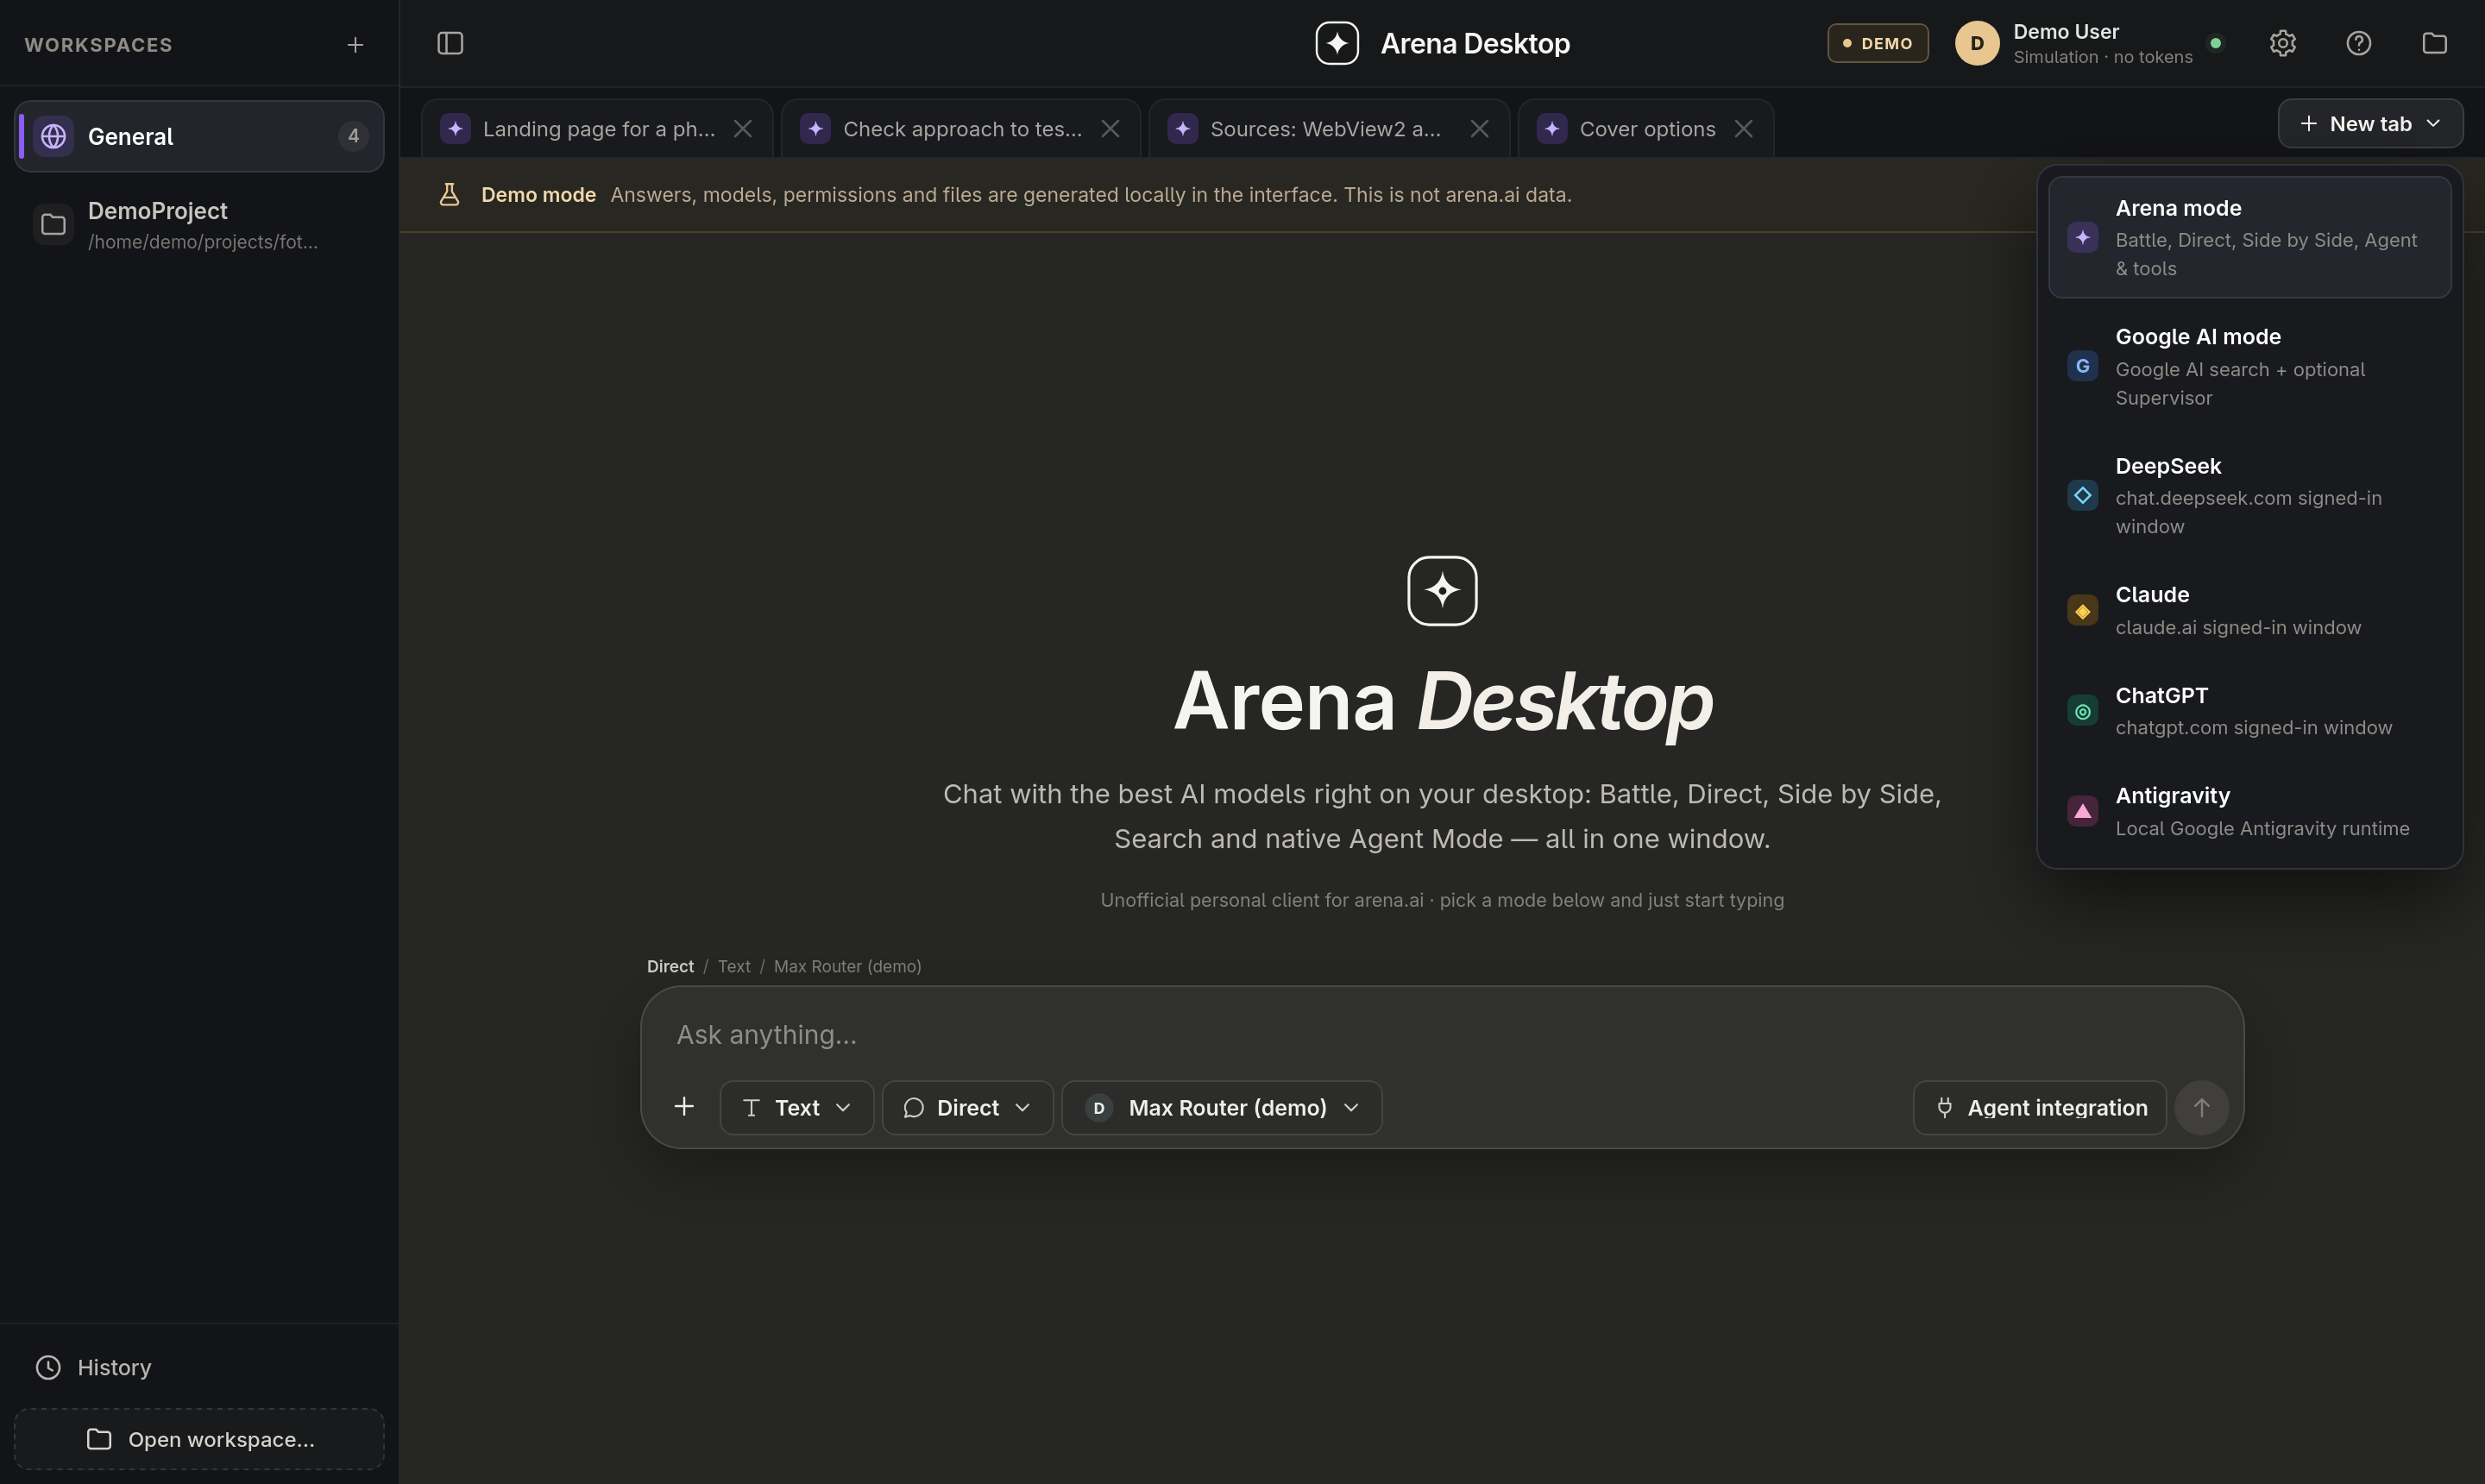 WORKSPACES
General
4
DemoProject
/home/demo/projects/fot...
History
Open workspace...
Arena Desktop
DEMO
D
Demo User
Simulation · no tokens
Landing page for a ph...
Check approach to tes...
Sources: WebView2 a...
Cover options
New tab
Demo mode Answers, models, permissions and files are generated locally in the interface. This is not arena.ai data.
Arena mode
Battle, Direct, Side by Side, Agent
& tools
G
Google AI mode
Google AI search + optional
Supervisor
DeepSeek
chat.deepseek.com signed-in
window
Claude
claude.ai signed-in window
ChatGPT
chatgpt.com signed-in window
Antigravity
Local Google Antigravity runtime
Arena Desktop
Chat with the best AI models right on your desktop: Battle, Direct, Side by Side,
Search and native Agent Mode — all in one window.
Unofficial personal client for arena.ai · pick a mode below and just start typing
Direct / Text / Max Router (demo)
Ask anything...
Text
Direct
D
Max Router (demo)
Agent integration